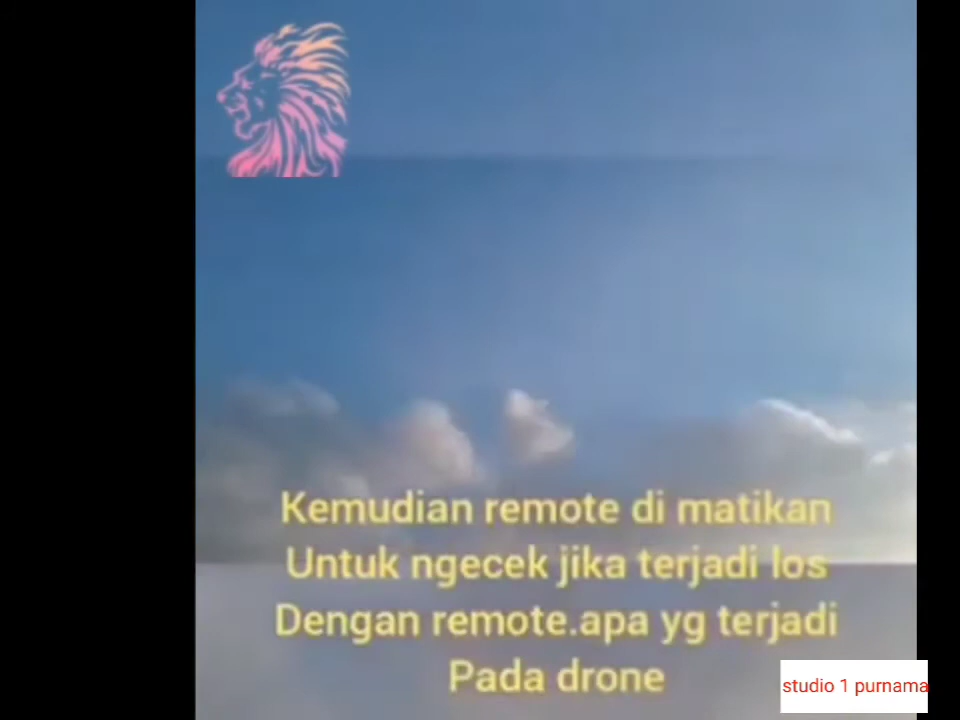 Kemudian remote di matikan
Untuk ngecek jika terjadi los
Dengan remote.apa yg terjadi
Pada drone
studio 1 purnama